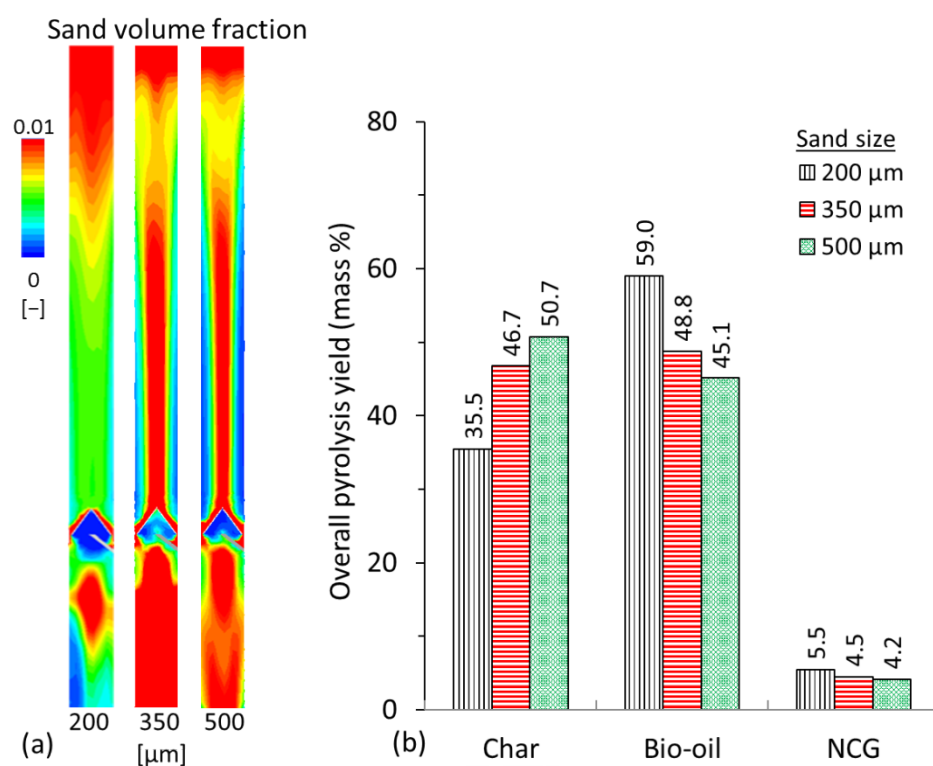 Sand volume fraction
0.01
0
[−]
200 350 500
[µm]
(a)
Overall pyrolysis yield (mass %)
80
60
40
20
0
Sand size
200 µm
350 µm
500 µm
35.5
46.7
50.7
59.0
48.8
45.1
5.5
4.5
4.2
Char Bio-oil NCG
(b)